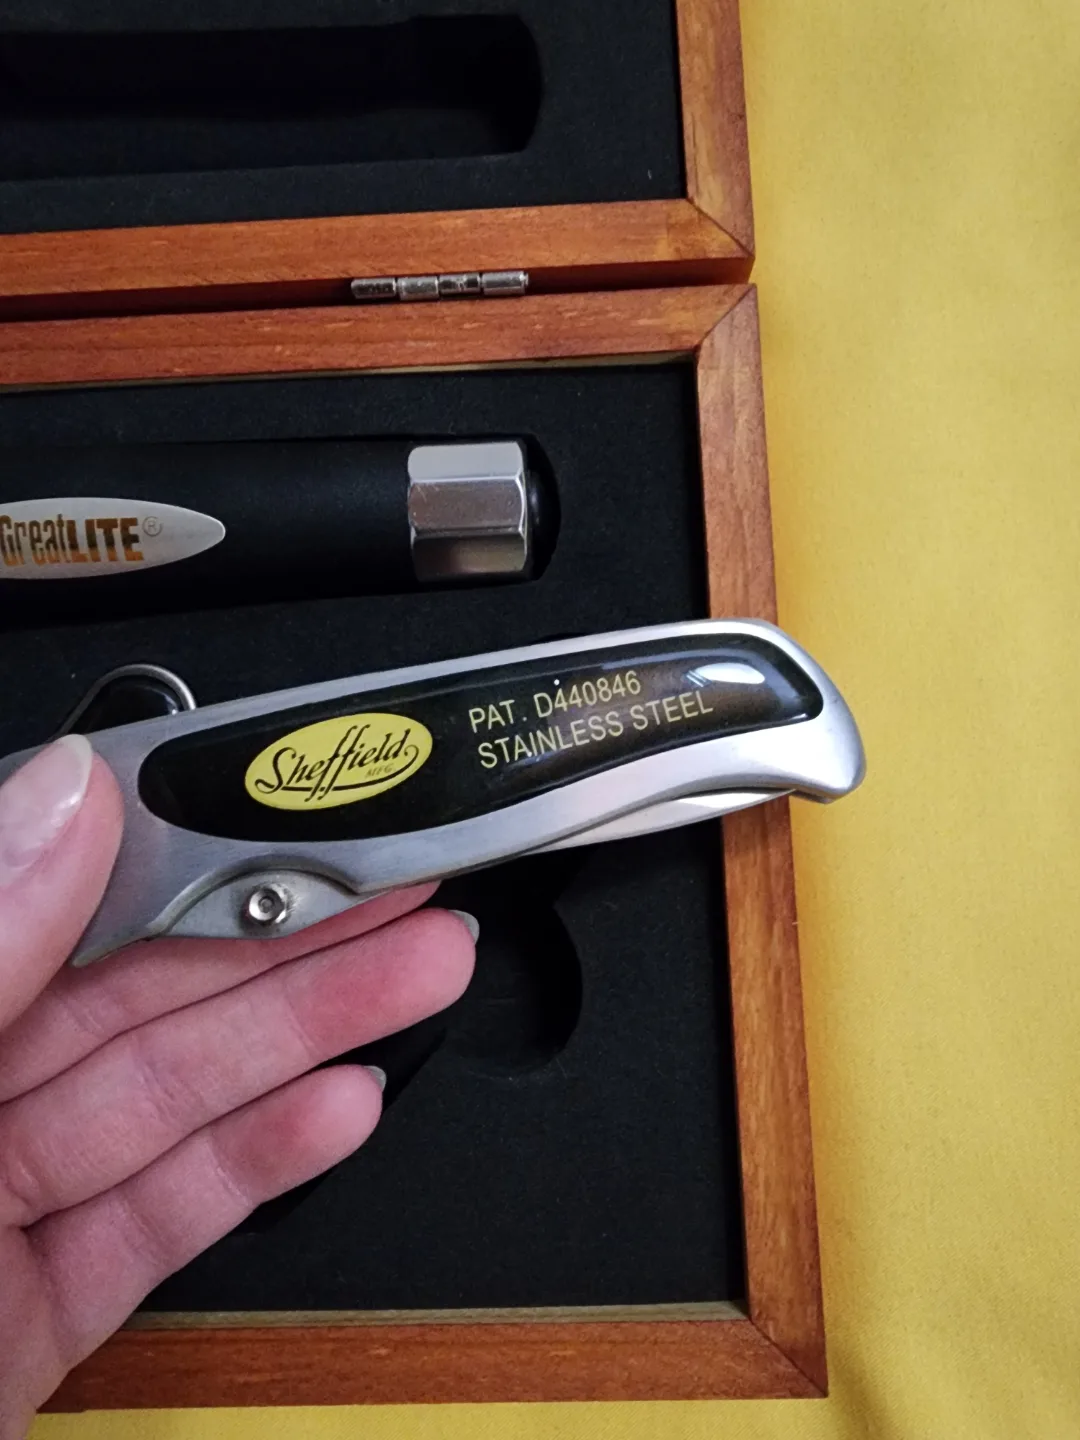 GreatLITE®
Sheffield
MFG
PAT. D440846
STAINLESS STEEL